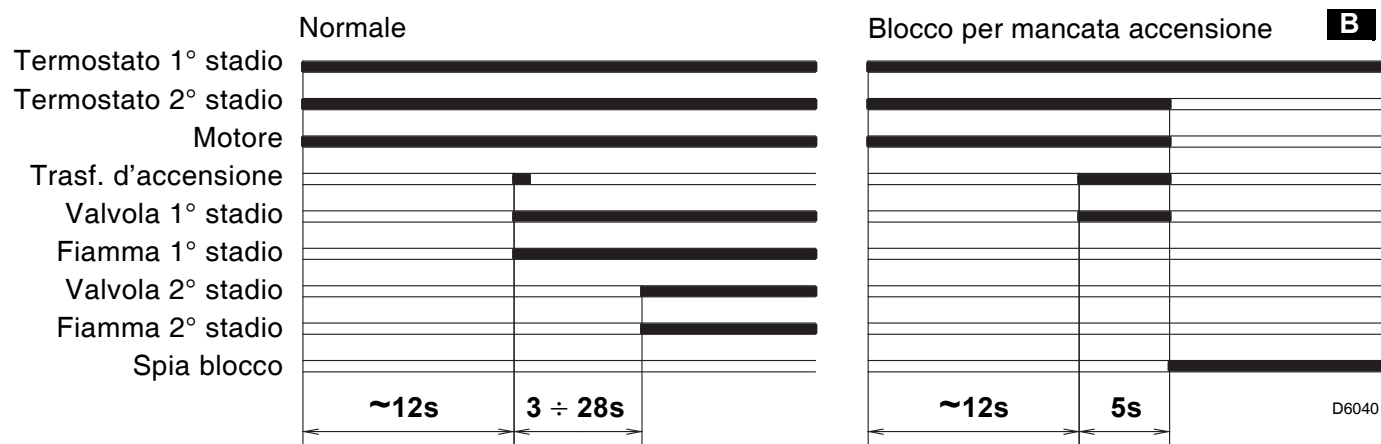 Normale
Blocco per mancata accensione
B
Termostato 1° stadio
Termostato 2° stadio
Motore
Trasf. d'accensione
Valvola 1° stadio
Fiamma 1° stadio
Valvola 2° stadio
Fiamma 2° stadio
Spia blocco
~12s
3 ÷ 28s
~12s
5s
D6040